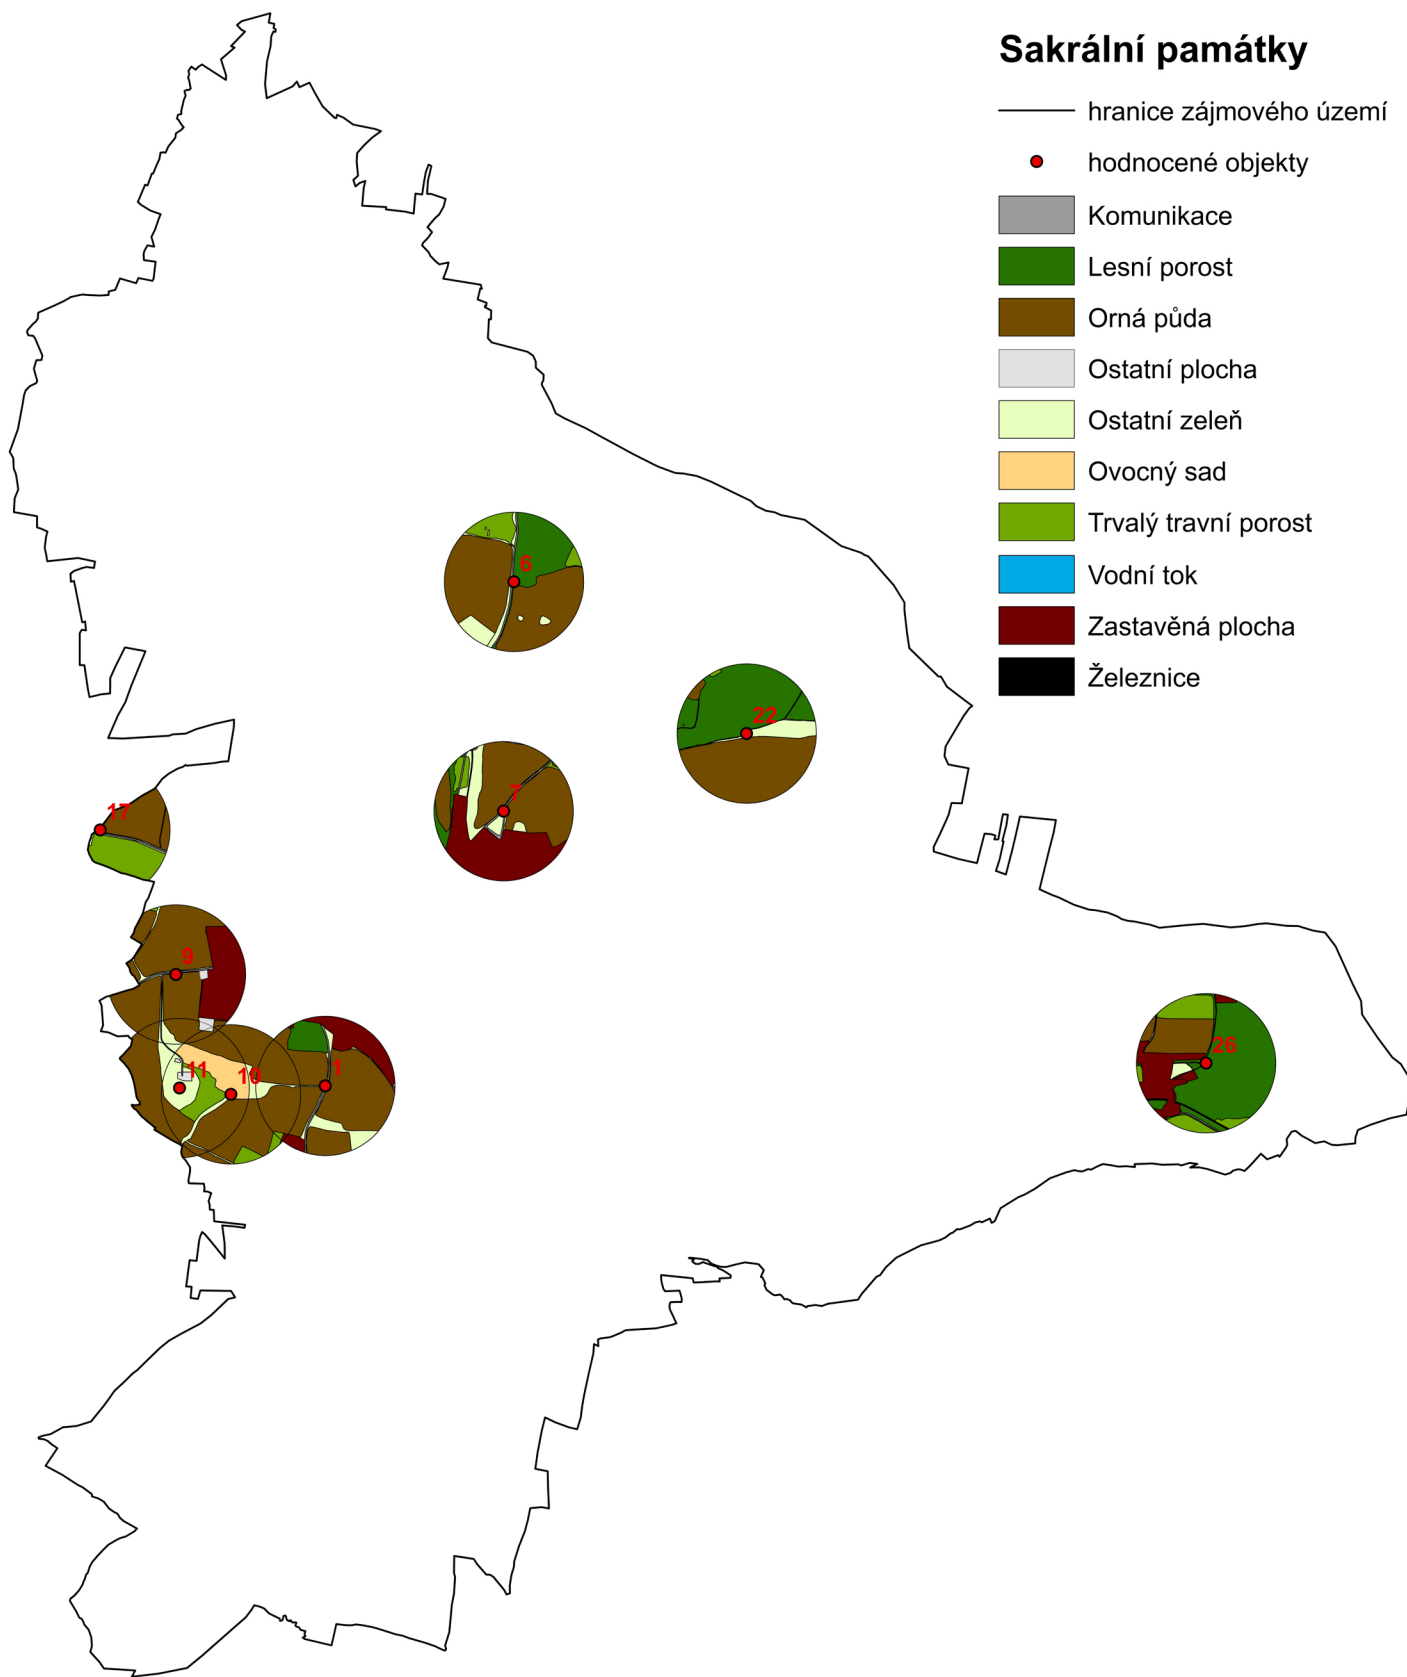 Sakrální památky
hranice zájmového území
hodnocené objekty
Komunikace
Lesní porost
Orná půda
Ostatní plocha
Ostatní zeleň
Ovocný sad
Trvalý travní porost
Vodní tok
Zastavěná plocha
Železnice
6
22
7
17
9
11
10
1
26